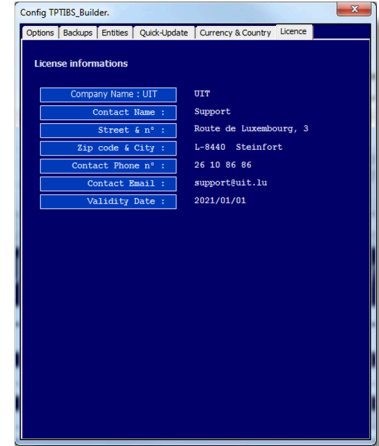 Config TPTIBS_Builder.
Options Backups Entities Quick-Update Currency & Country Licence
License informations
Company Name : UIT UIT
Contact Name : Support
Street & n° : Route de Luxembourg, 3
Zip code & City : L-8440 Steinfort
Contact Phone n° : 26 10 86 86
Contact Email : support@uit.lu
Validity Date : 2021/01/01